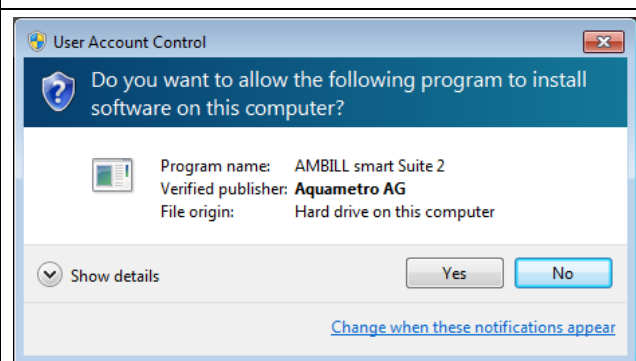 User Account Control
Do you want to allow the following program to install
software on this computer?
Program name: AMBILL smart Suite 2
Verified publisher: Aquametro AG
File origin: Hard drive on this computer
Show details
Yes No
Change when these notifications appear